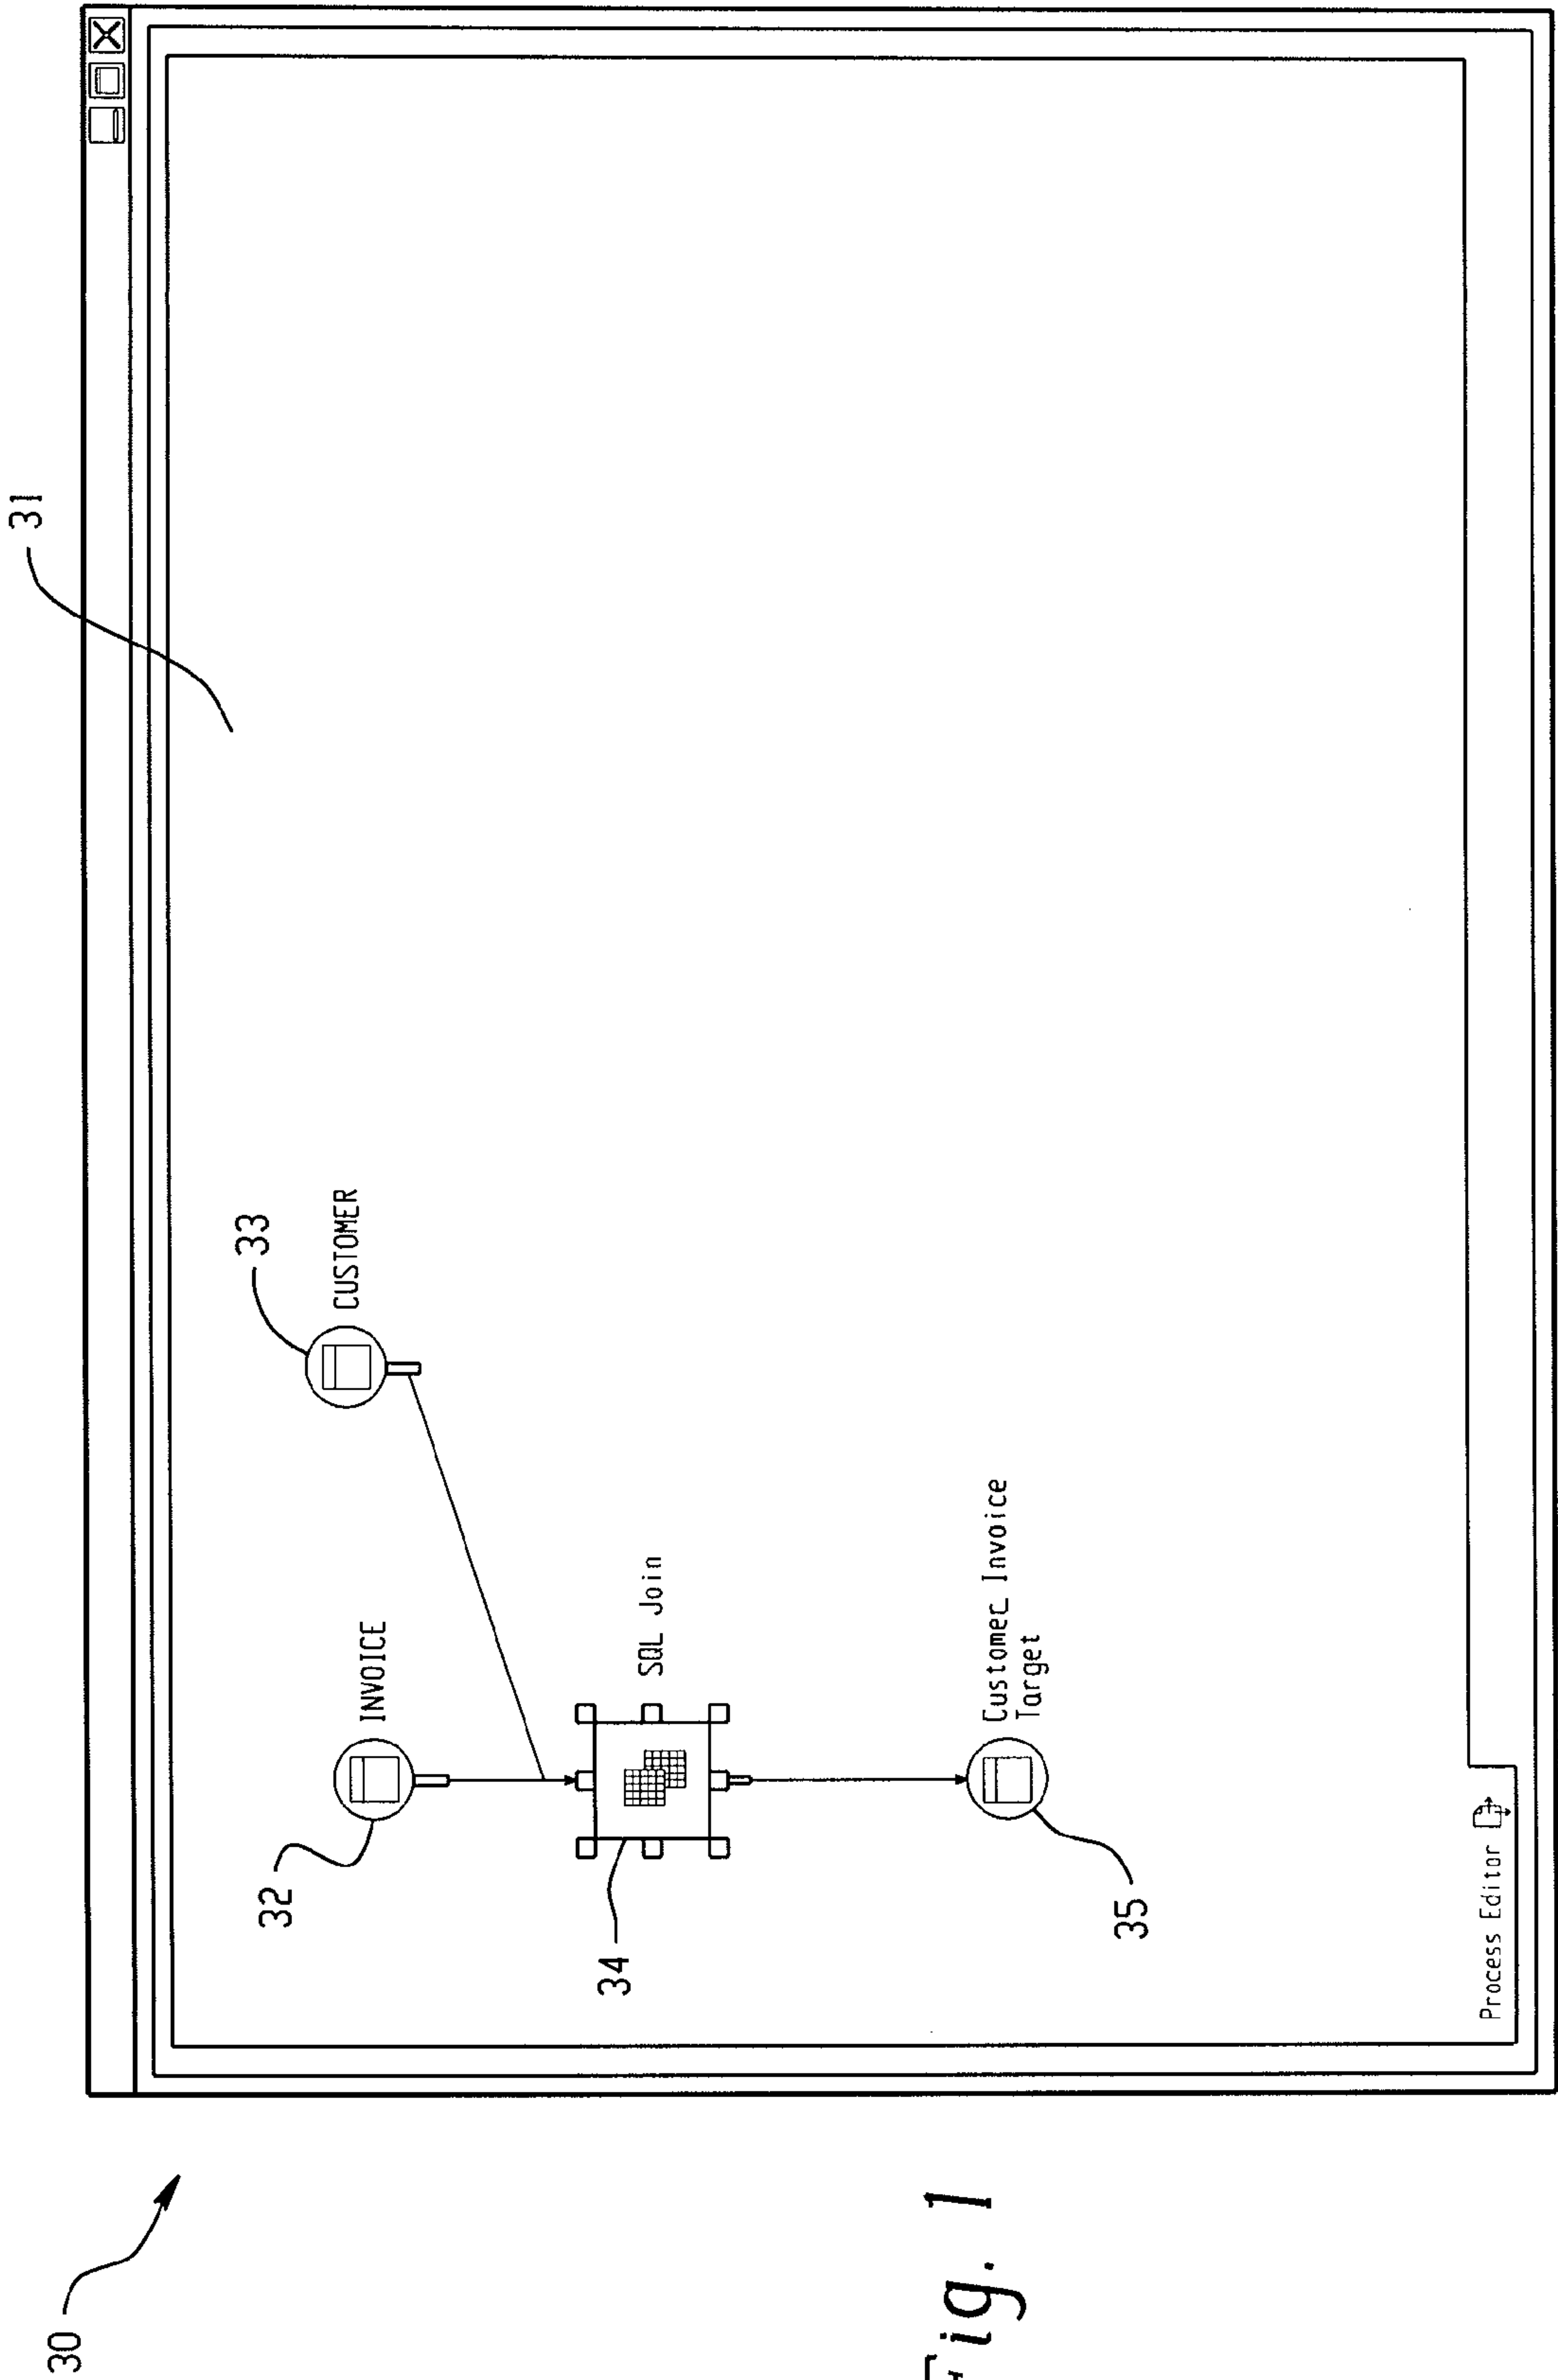 30
31
32
INVOICE
33
CUSTOMER
34
SQL Join
35
Customer Invoice
Target
Process Editor
Fig. 1